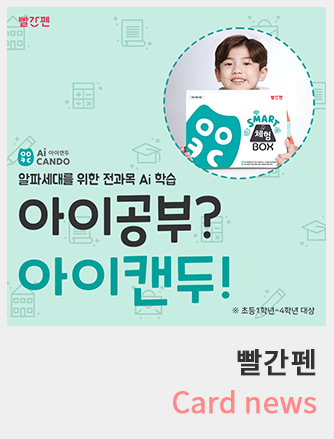 빨간펜
빨간펜
SMART
체험
BOX
Ai 아이캔두
CANDO
알파세대를 위한 전과목 Ai 학습
아이공부?
아이캔두!
※ 초등1학년~4학년 대상
빨간펜
Card news